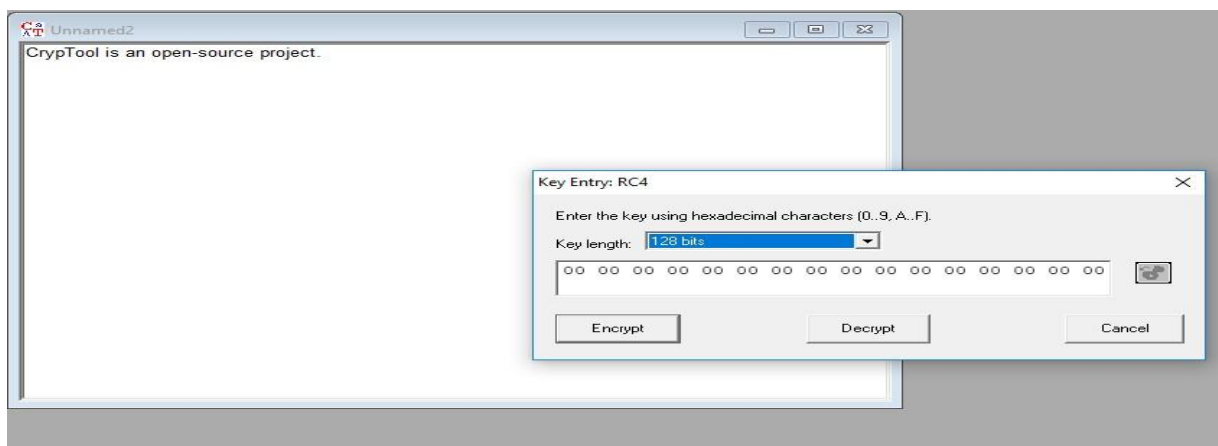 Unnamed2
CrypTool is an open-source project.
Key Entry: RC4
Enter the key using hexadecimal characters (0..9, A..F).
Key length: 128 bits
00 00 00 00 00 00 00 00 00 00 00 00 00 00 00 00
Encrypt Decrypt Cancel